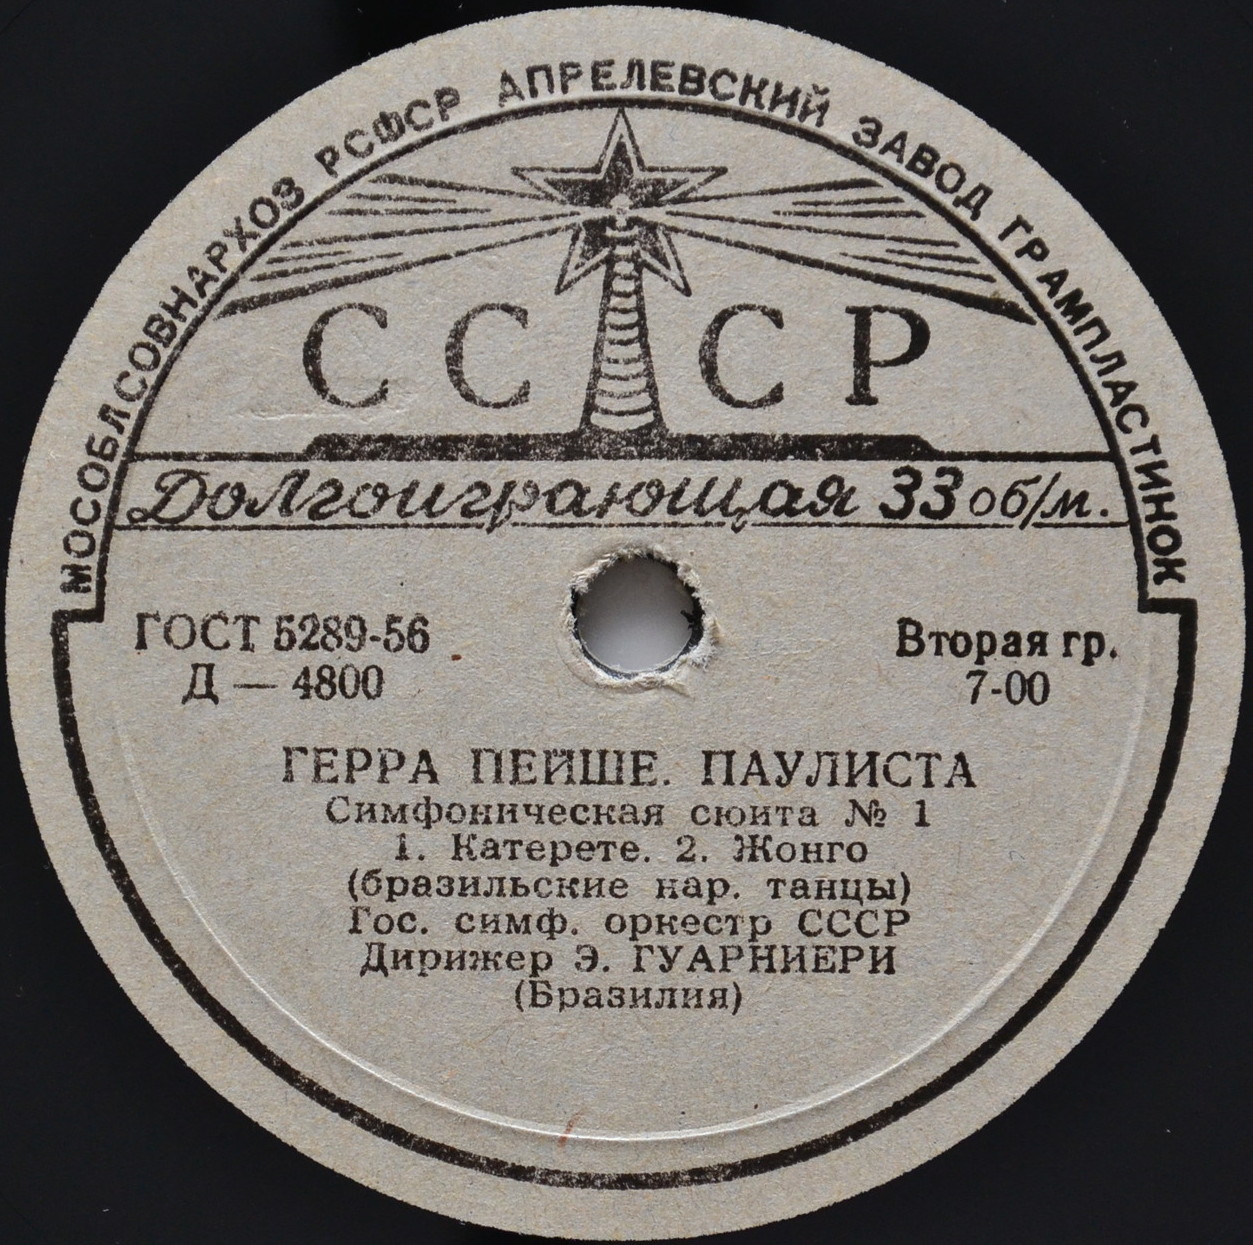 МОСОБЛСОВНАРХОЗ РСФСР АПРЕЛЕВСКИЙ ЗАВОД ГРАМПЛАСТИНОК
СССР
Долгоиграющая 33 об/м.
ГОСТ 5289-56
Д — 4800
Вторая гр.
7-00
ГЕРРА ПЕЙШЕ. ПАУЛИСТА
Симфоническая сюита № 1
1. Катерете. 2. Жонго
(бразильские нар. танцы)
Гос. симф. оркестр СССР
Дирижер Э. ГУАРНИЕРИ
(Бразилия)